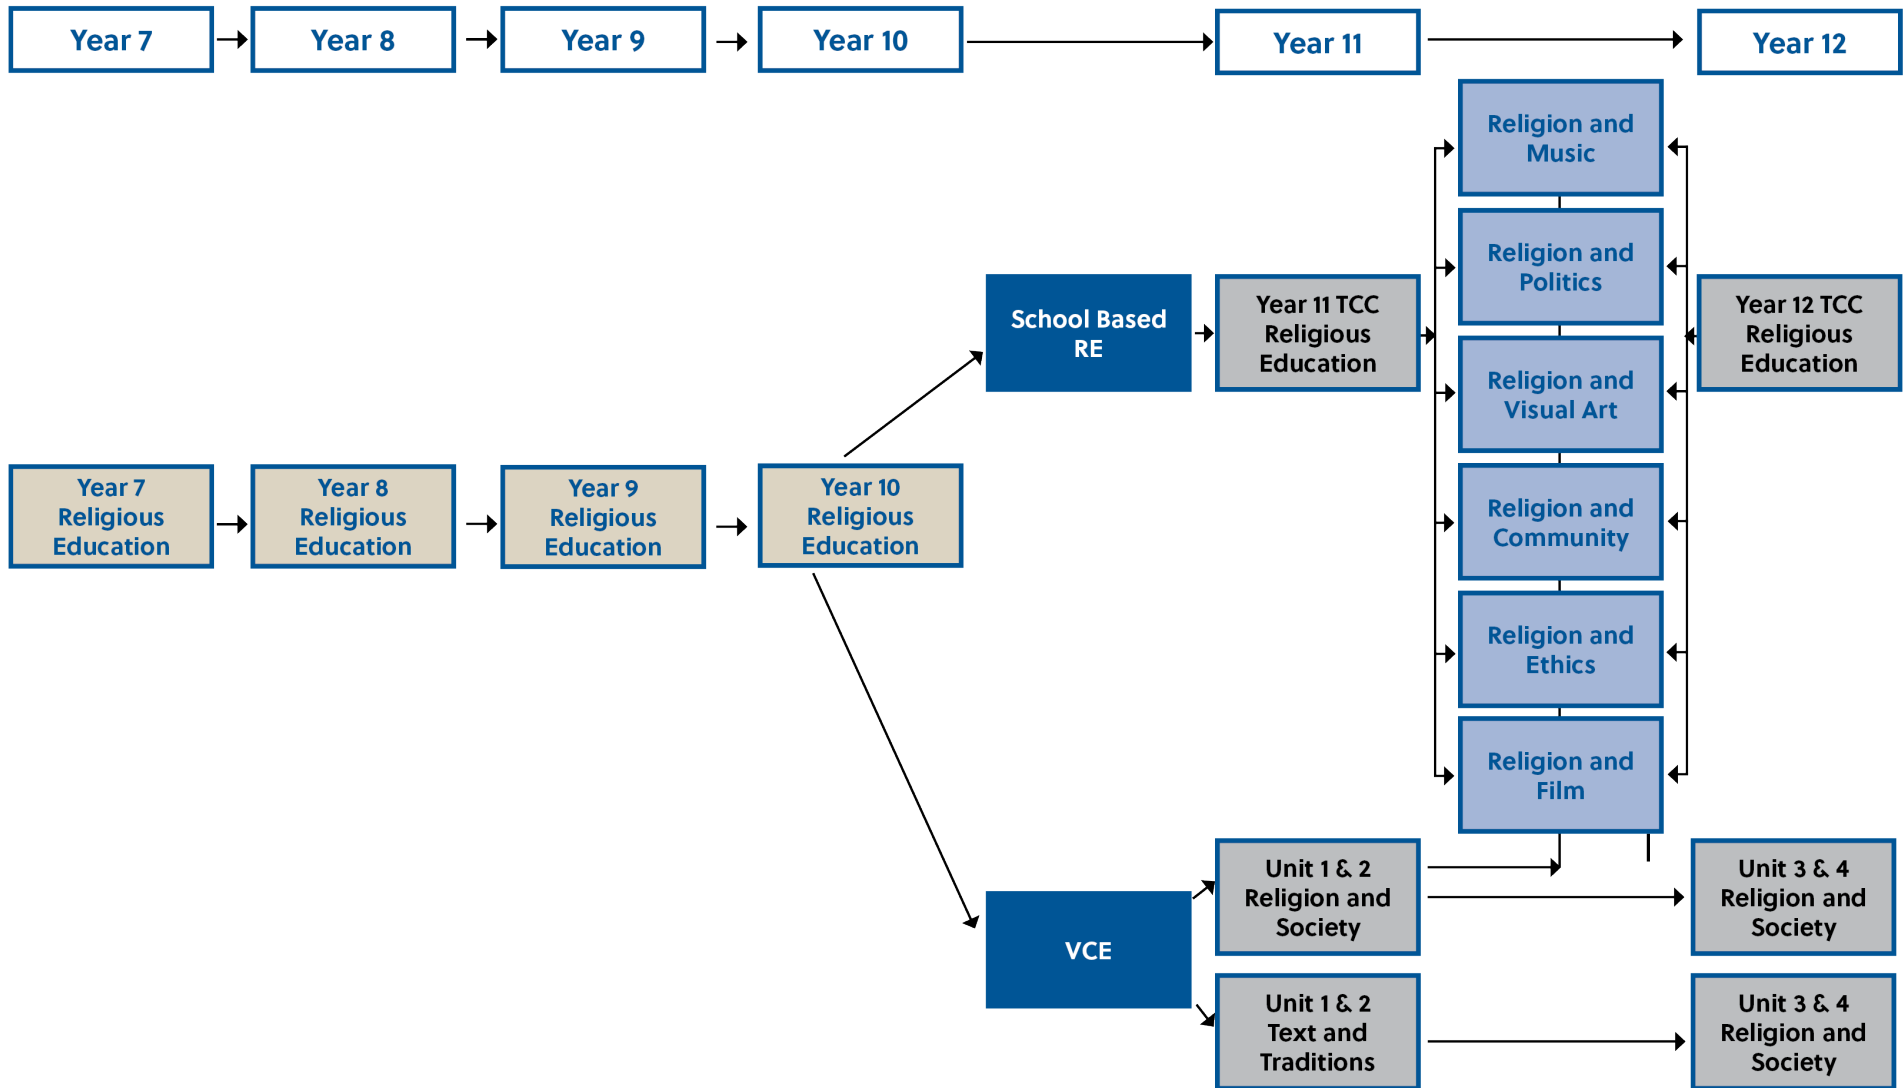 Year 7
Year 8
Year 9
Year 10
Year 11
Year 12
Religion and
Music
Religion and
Politics
School Based
RE
Year 11 TCC
Religious
Education
Year 12 TCC
Religious
Education
Religion and
Visual Art
Year 7
Religious
Education
Year 8
Religious
Education
Year 9
Religious
Education
Year 10
Religious
Education
Religion and
Community
Religion and
Ethics
Religion and
Film
VCE
Unit 1 & 2
Religion and
Society
Unit 3 & 4
Religion and
Society
Unit 1 & 2
Text and
Traditions
Unit 3 & 4
Religion and
Society